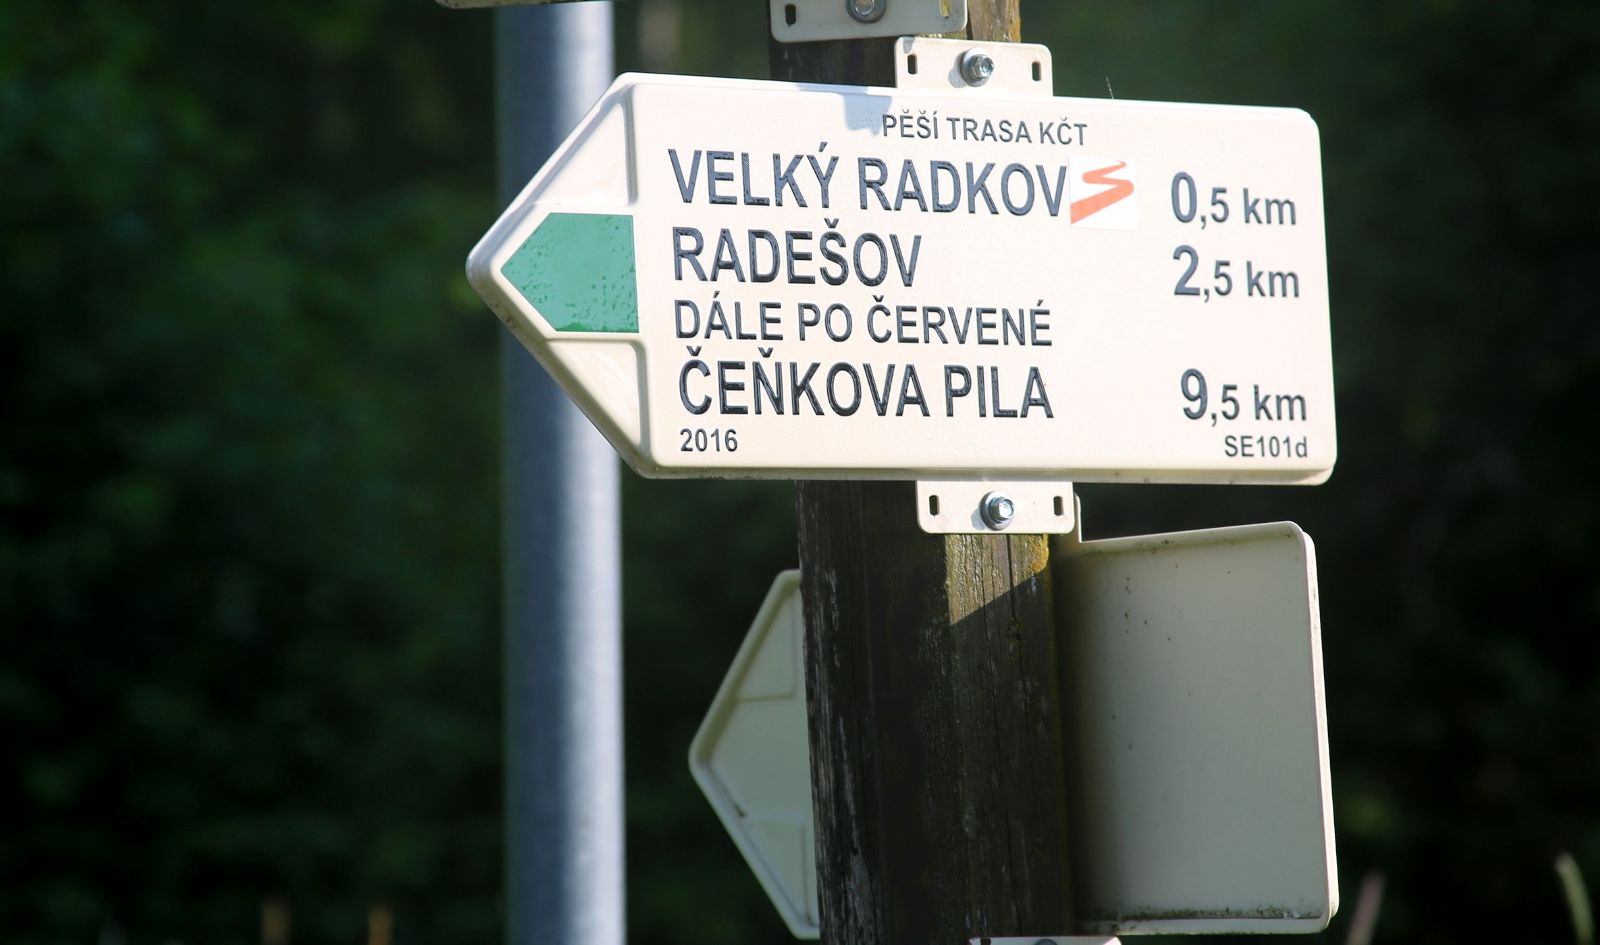 PĚŠÍ TRASA KČT
VELKÝ RADKOV 0,5 km
RADEŠOV 2,5 km
DÁLE PO ČERVENÉ
ČEŇKOVA PILA 9,5 km
2016 SE101d